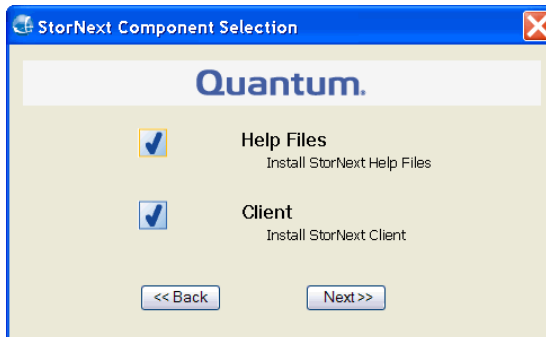 StorNext Component Selection
Quantum.
Help Files
Install StorNext Help Files
Client
Install StorNext Client
<< Back
Next >>